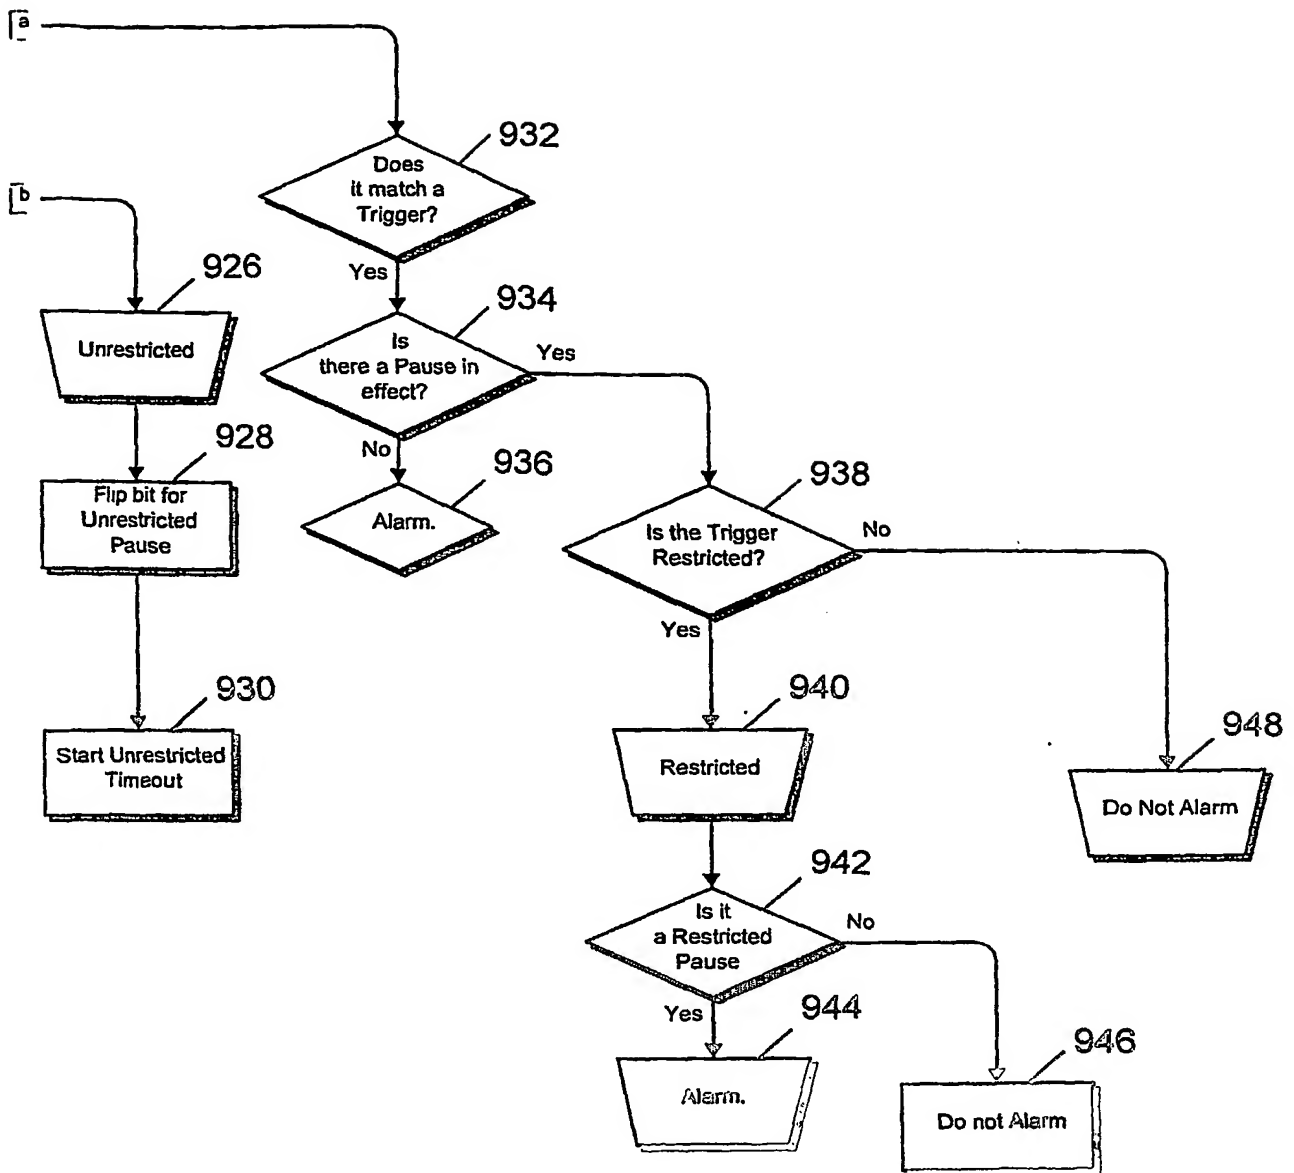 a
932
Does
it match a
Trigger?
b
Yes
926
934
Unrestricted
Is
there a Pause in
effect?
Yes
928
No
936
938
Flip bit for
Unrestricted
Pause
Alarm.
Is the Trigger
Restricted?
No
Yes
930
940
948
Start Unrestricted
Timeout
Restricted
Do Not Alarm
942
Is it
a Restricted
Pause
No
Yes
944
946
Alarm.
Do not Alarm